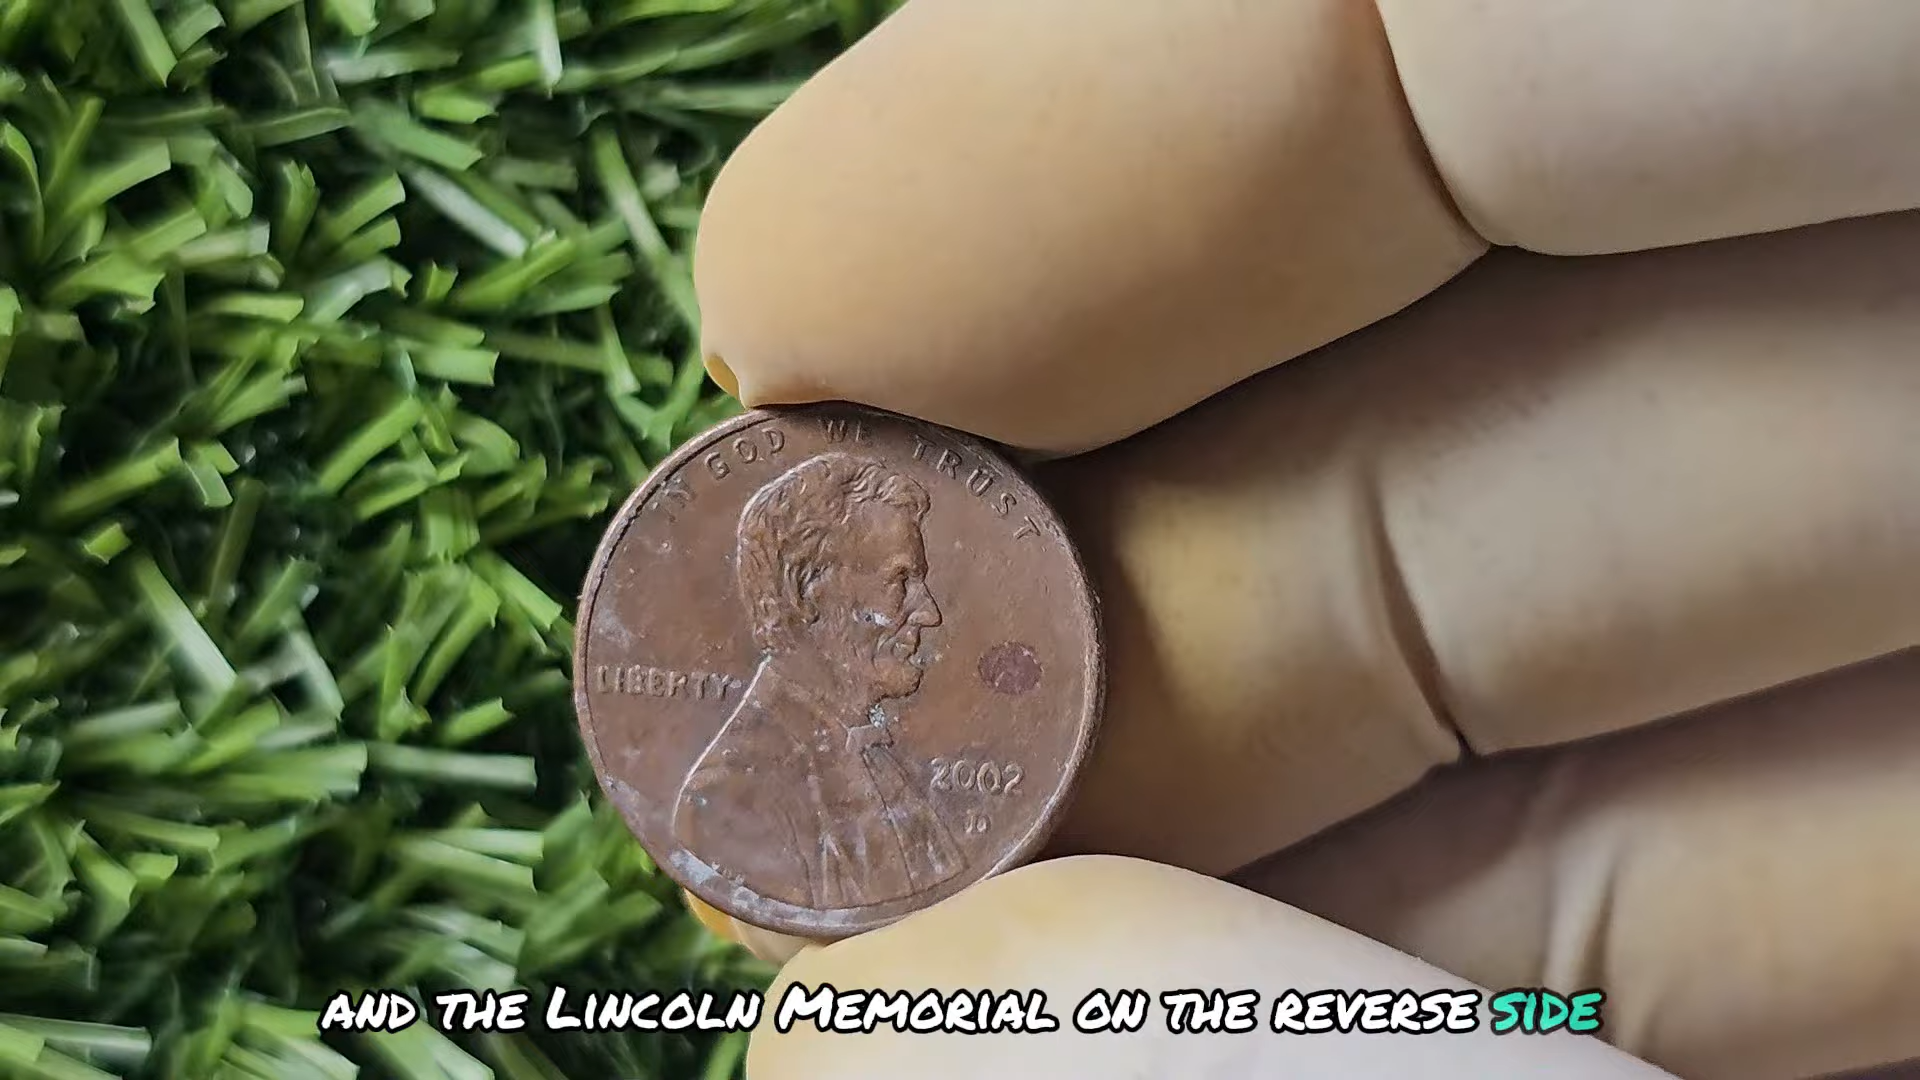 IN GOD WE TRUST
LIBERTY
2002
D
AND THE LINCOLN MEMORIAL ON THE REVERSE SIDE